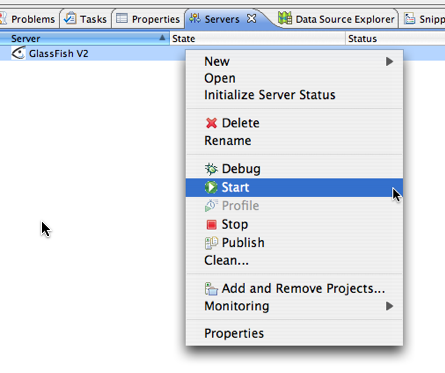 Problems Tasks Properties Servers Data Source Explorer Snipp
Server State Status
GlassFish V2
New
Open
Initialize Server Status
Delete
Rename
Debug
Start
Profile
Stop
Publish
Clean...
Add and Remove Projects...
Monitoring
Properties